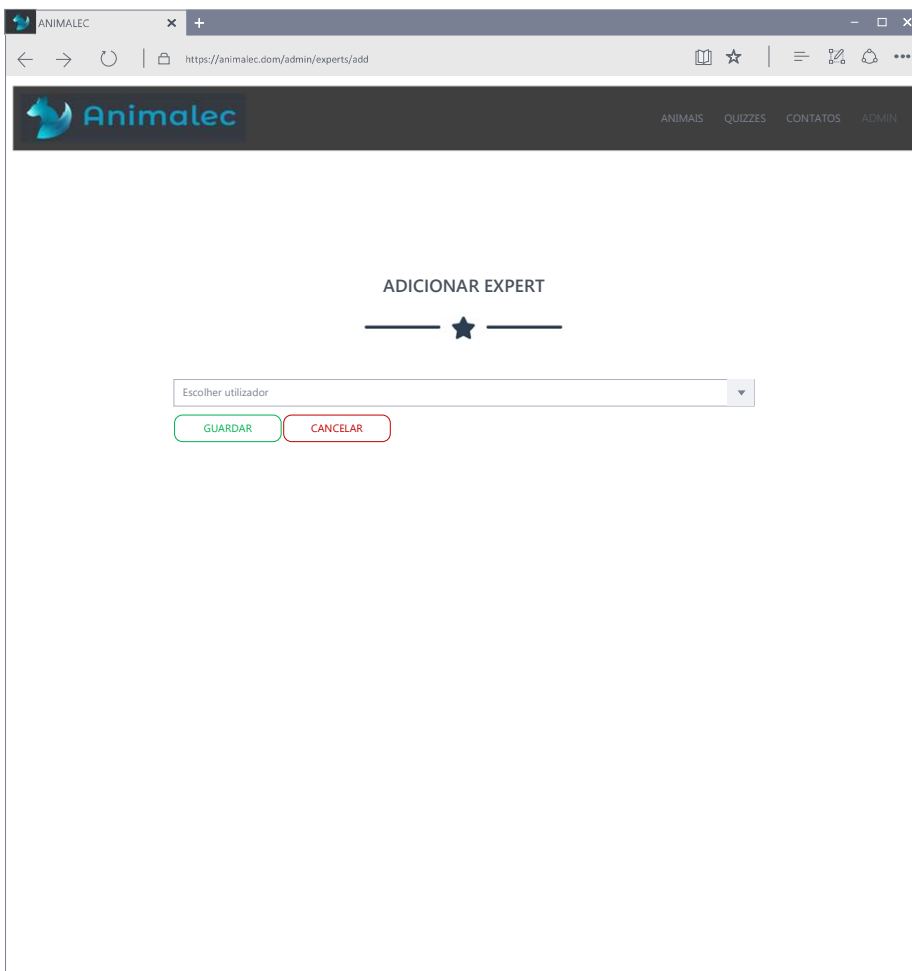 ANIMALEC
https://animalec.dom/admin/experts/add
Animalec
ANIMAIS QUIZZES CONTATOS ADMIN
ADICIONAR EXPERT
Escolher utilizador
GUARDAR CANCELAR